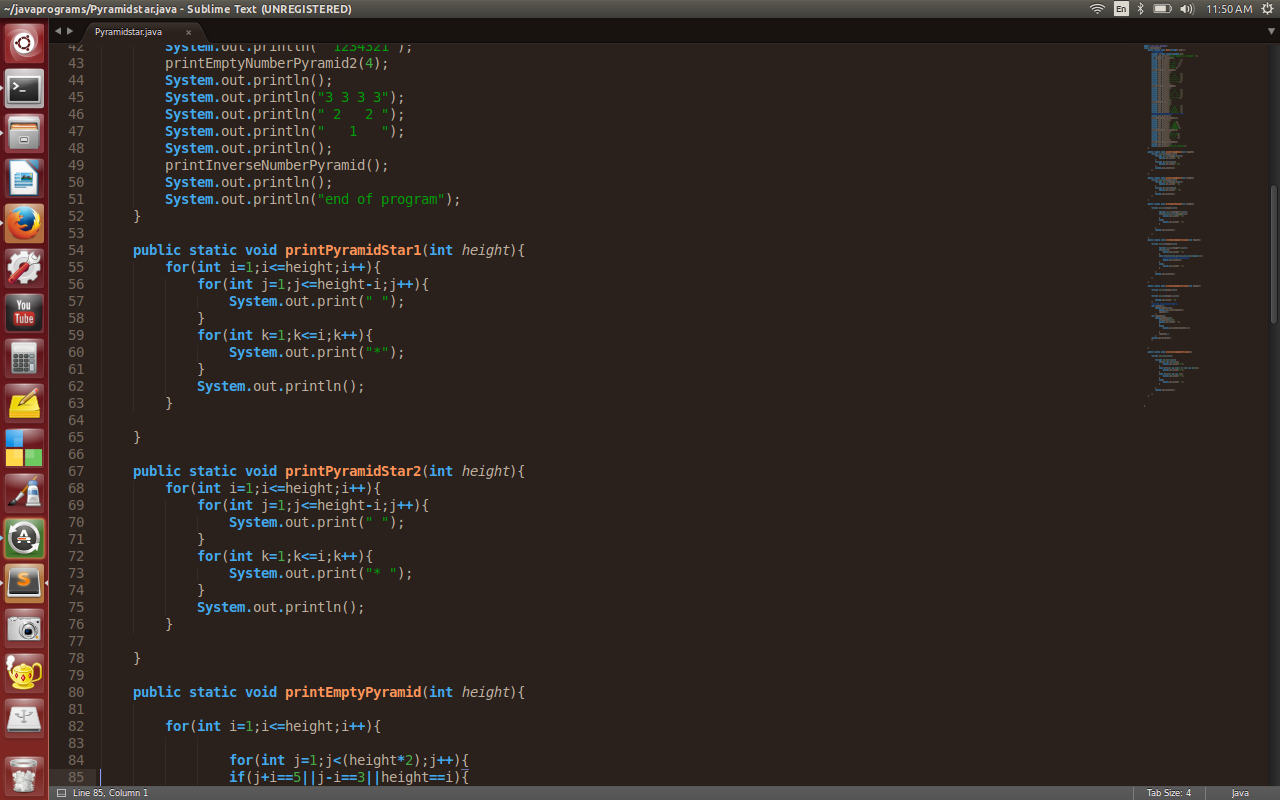 ~/javaprograms/Pyramidstar.java - Sublime Text (UNREGISTERED)
En
11:50 AM
Pyramidstar.java ×
42         System.out.println("  1234321");
43         printEmptyNumberPyramid2(4);
44         System.out.println();
45         System.out.println("3 3 3 3");
46         System.out.println(" 2   2 ");
47         System.out.println("   1   ");
48         System.out.println();
49         printInverseNumberPyramid();
50         System.out.println();
51         System.out.println("end of program");
52     }
53
54     public static void printPyramidStar1(int height){
55         for(int i=1;i<=height;i++){
56             for(int j=1;j<=height-i;j++){
57                 System.out.print(" ");
58             }
59             for(int k=1;k<=i;k++){
60                 System.out.print("*");
61             }
62             System.out.println();
63         }
64
65     }
66
67     public static void printPyramidStar2(int height){
68         for(int i=1;i<=height;i++){
69             for(int j=1;j<=height-i;j++){
70                 System.out.print(" ");
71             }
72             for(int k=1;k<=i;k++){
73                 System.out.print("* ");
74             }
75             System.out.println();
76         }
77
78     }
79
80     public static void printEmptyPyramid(int height){
81
82         for(int i=1;i<=height;i++){
83
84                 for(int j=1;j<(height*2);j++){
85                 if(j+i==5||j-i==3||height==i){
You
Tube
A
S
Line 85, Column 1
Tab Size: 4
Java